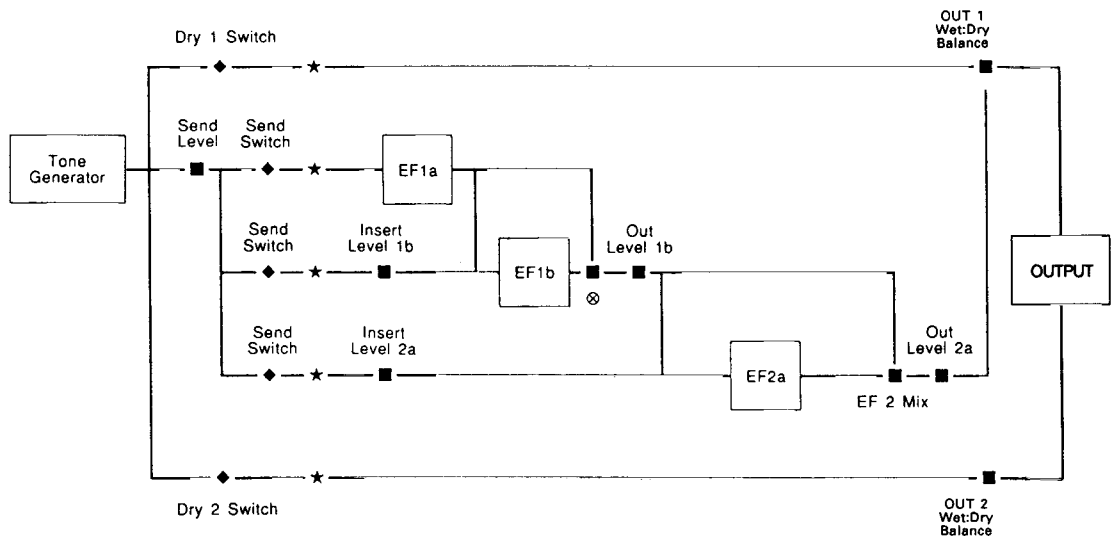 OUT 1
Wet:Dry
Balance
Dry 1 Switch
Send
Level
Send
Switch
Tone
Generator
EF1a
Send
Switch
Insert
Level 1b
Out
Level 1b
EF1b
OUTPUT
Send
Switch
Insert
Level 2a
Out
Level 2a
EF2a
EF 2 Mix
Dry 2 Switch
OUT 2
Wet:Dry
Balance